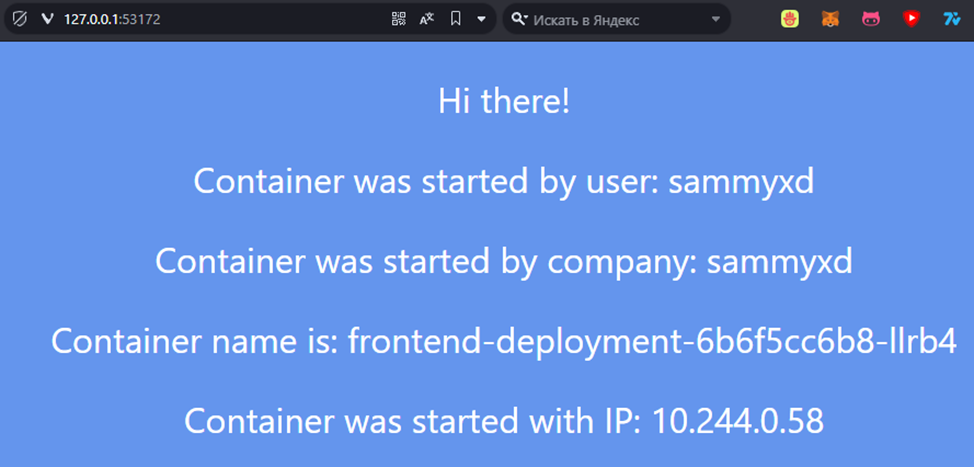 127.0.0.1:53172 Искать в Яндекс
Hi there!
Container was started by user: sammyxd
Container was started by company: sammyxd
Container name is: frontend-deployment-6b6f5cc6b8-llrb4
Container was started with IP: 10.244.0.58